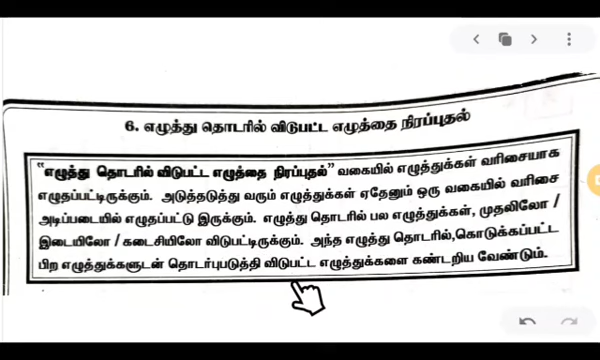 6. எழுத்து தொடரில் விடுபட்ட எழுத்தை நிரப்புதல்
“எழுத்து தொடரில் விடுபட்ட எழுத்தை நிரப்புதல்” வகையில் எழுத்துக்கள் வரிசையாக
எழுதப்பட்டிருக்கும். அடுத்தடுத்து வரும் எழுத்துக்கள் ஏதேனும் ஒரு வகையில் வரிசை
அடிப்படையில் எழுதப்பட்டு இருக்கும். எழுத்து தொடரில் பல எழுத்துக்கள், முதலிலோ /
இடையிலோ / கடைசியிலோ விடுபட்டிருக்கும். அந்த எழுத்து தொடரில்,கொடுக்கப்பட்ட
பிற எழுத்துக்களுடன் தொடர்புபடுத்தி விடுபட்ட எழுத்துக்களை கண்டறிய வேண்டும்.